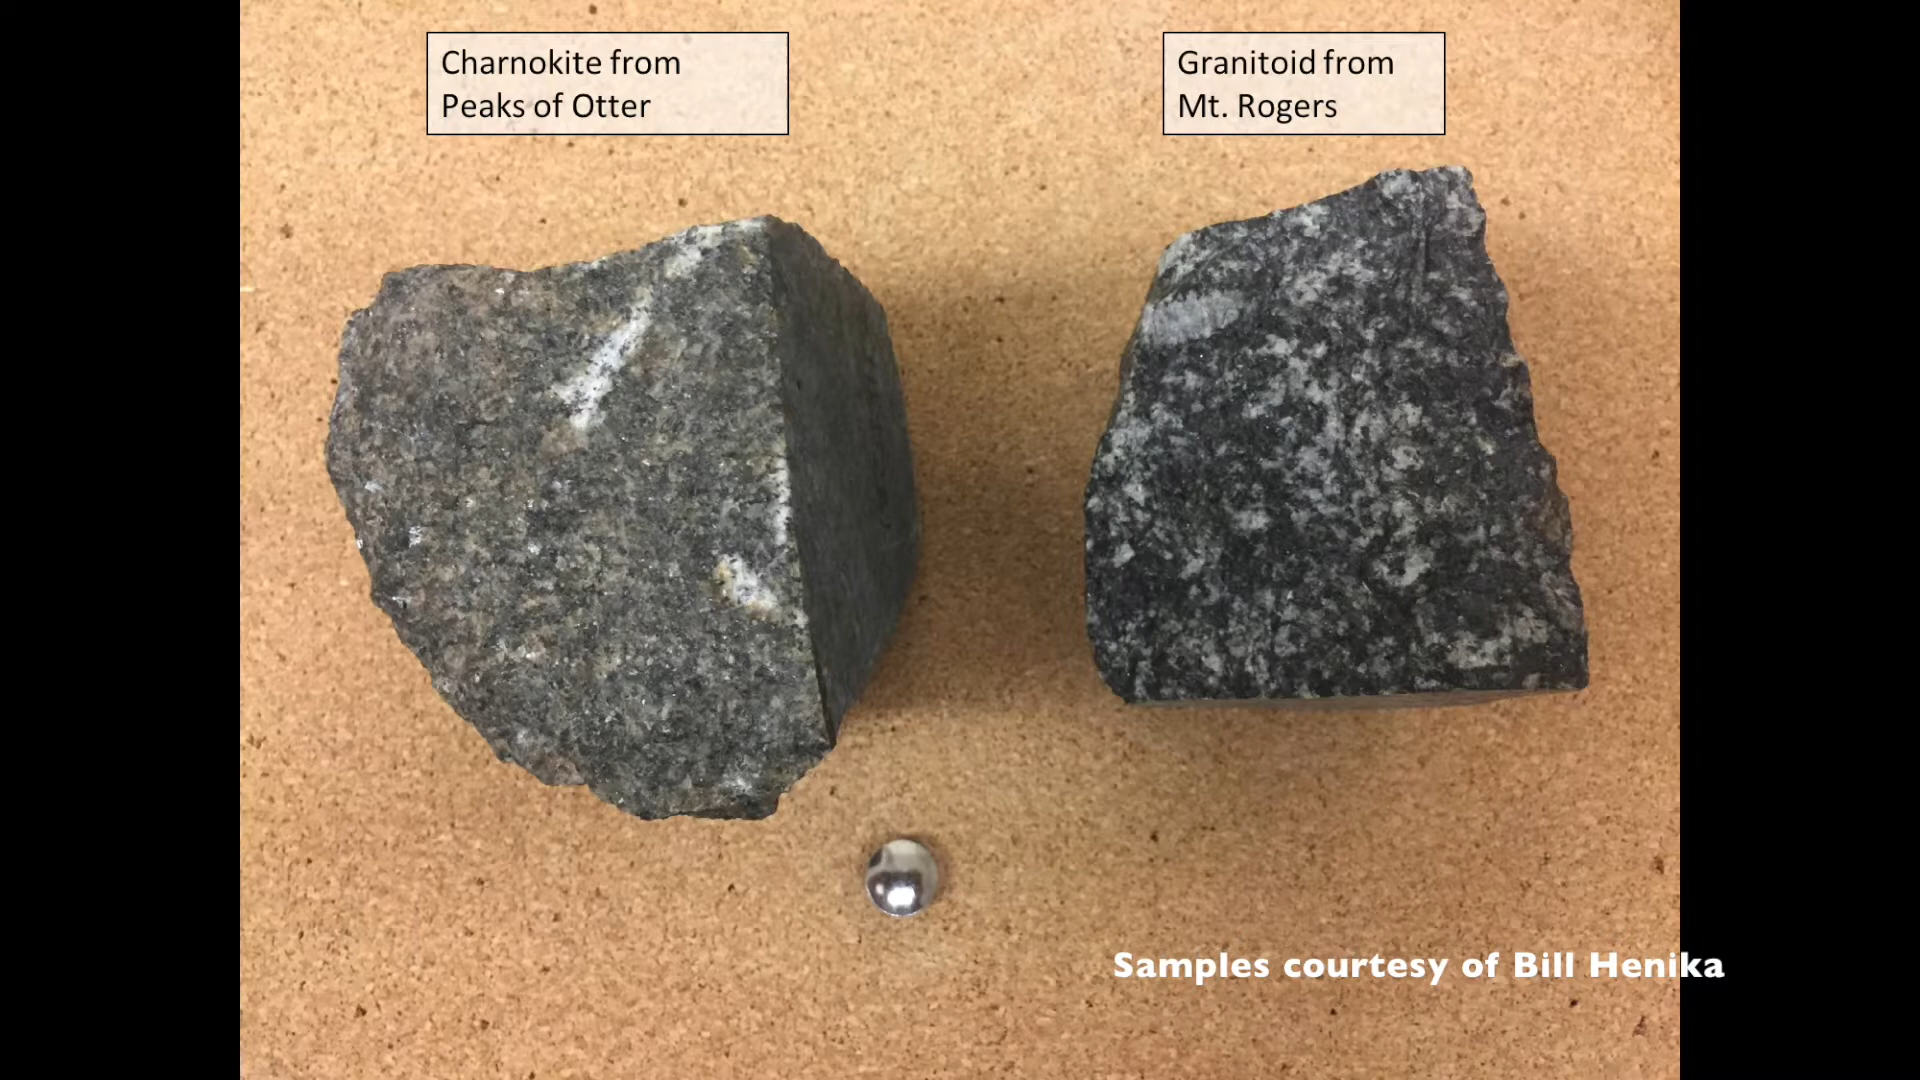 Charnokite from
Peaks of Otter
Granitoid from
Mt. Rogers
Samples courtesy of Bill Henika